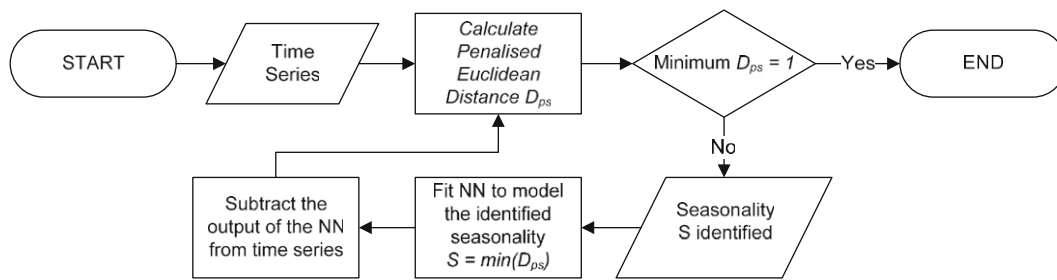 START
Time
Series
Calculate
Penalised
Euclidean
Distance Dps
Minimum Dps = 1
Yes
END
No
Seasonality
S identified
Fit NN to model
the identified
seasonality
S = min(Dps)
Subtract the
output of the NN
from time series